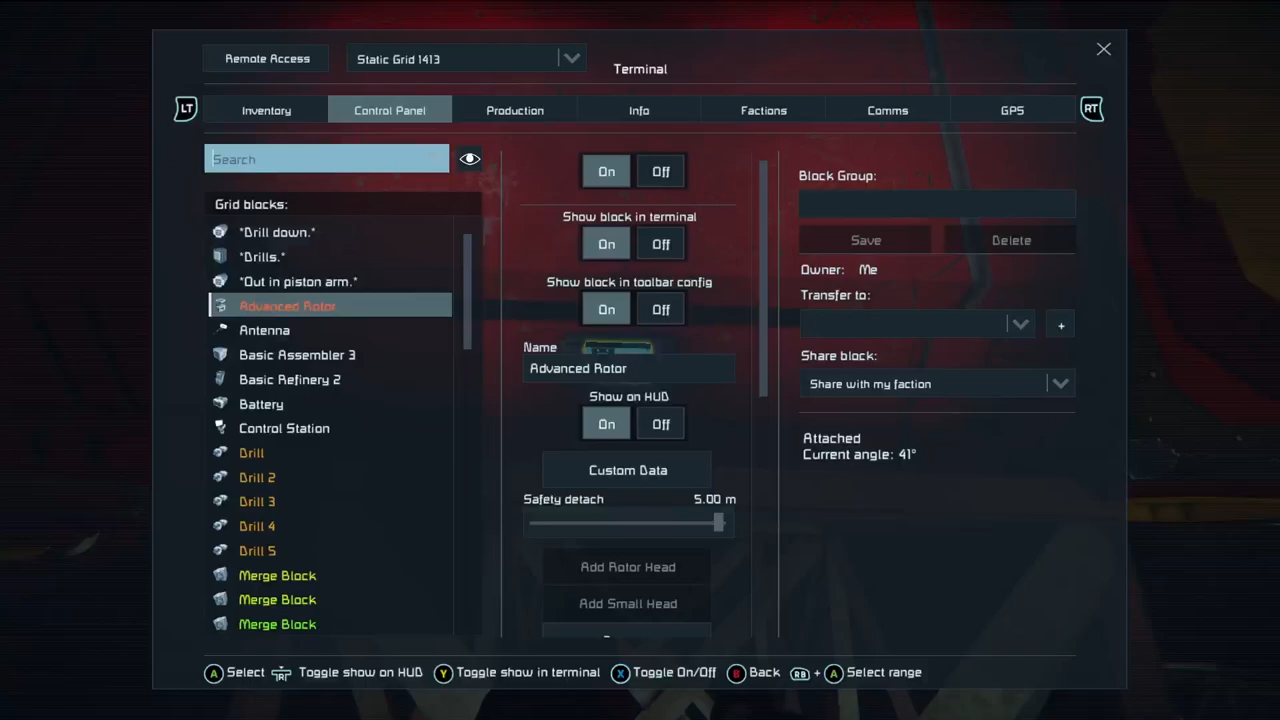 Remote Access
Static Grid 1413
Terminal
LT
Inventory
Control Panel
Production
Info
Factions
Comms
GPS
RT
Search
Grid blocks:
*Drill down.*
*Drills.*
*Out in piston arm.*
Advanced Rotor
Antenna
Basic Assembler 3
Basic Refinery 2
Battery
Control Station
Drill
Drill 2
Drill 3
Drill 4
Drill 5
Merge Block
Merge Block
Merge Block
On Off
Show block in terminal
On Off
Show block in toolbar config
On Off
Name
Advanced Rotor
Show on HUD
On Off
Custom Data
Safety detach 5.00 m
Add Rotor Head
Add Small Head
Block Group:
Save Delete
Owner: Me
Transfer to:
+
Share block:
Share with my faction
Attached
Current angle: 41°
A Select R Toggle show on HUD Y Toggle show in terminal X Toggle On/Off B Back RB + A Select range